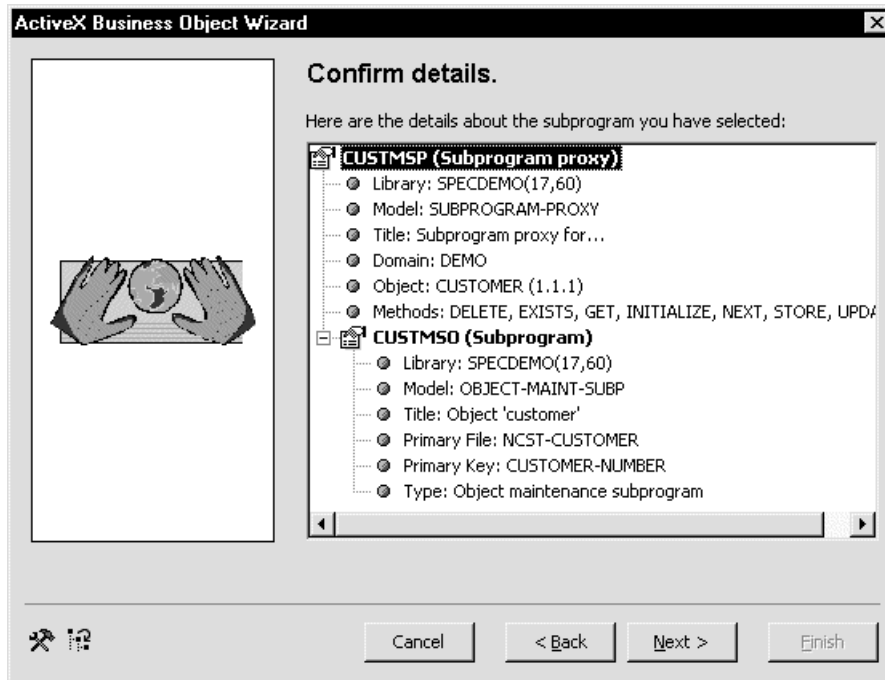 ActiveX Business Object Wizard
Confirm details.
Here are the details about the subprogram you have selected:
CUSTMSP (Subprogram proxy)
Library: SPECDEMO(17,60)
Model: SUBPROGRAM-PROXY
Title: Subprogram proxy for...
Domain: DEMO
Object: CUSTOMER (1.1.1)
Methods: DELETE, EXISTS, GET, INITIALIZE, NEXT, STORE, UPDA
CUSTMSO (Subprogram)
Library: SPECDEMO(17,60)
Model: OBJECT-MAINT-SUBP
Title: Object 'customer'
Primary File: NCST-CUSTOMER
Primary Key: CUSTOMER-NUMBER
Type: Object maintenance subprogram
Cancel < Back Next > Finish